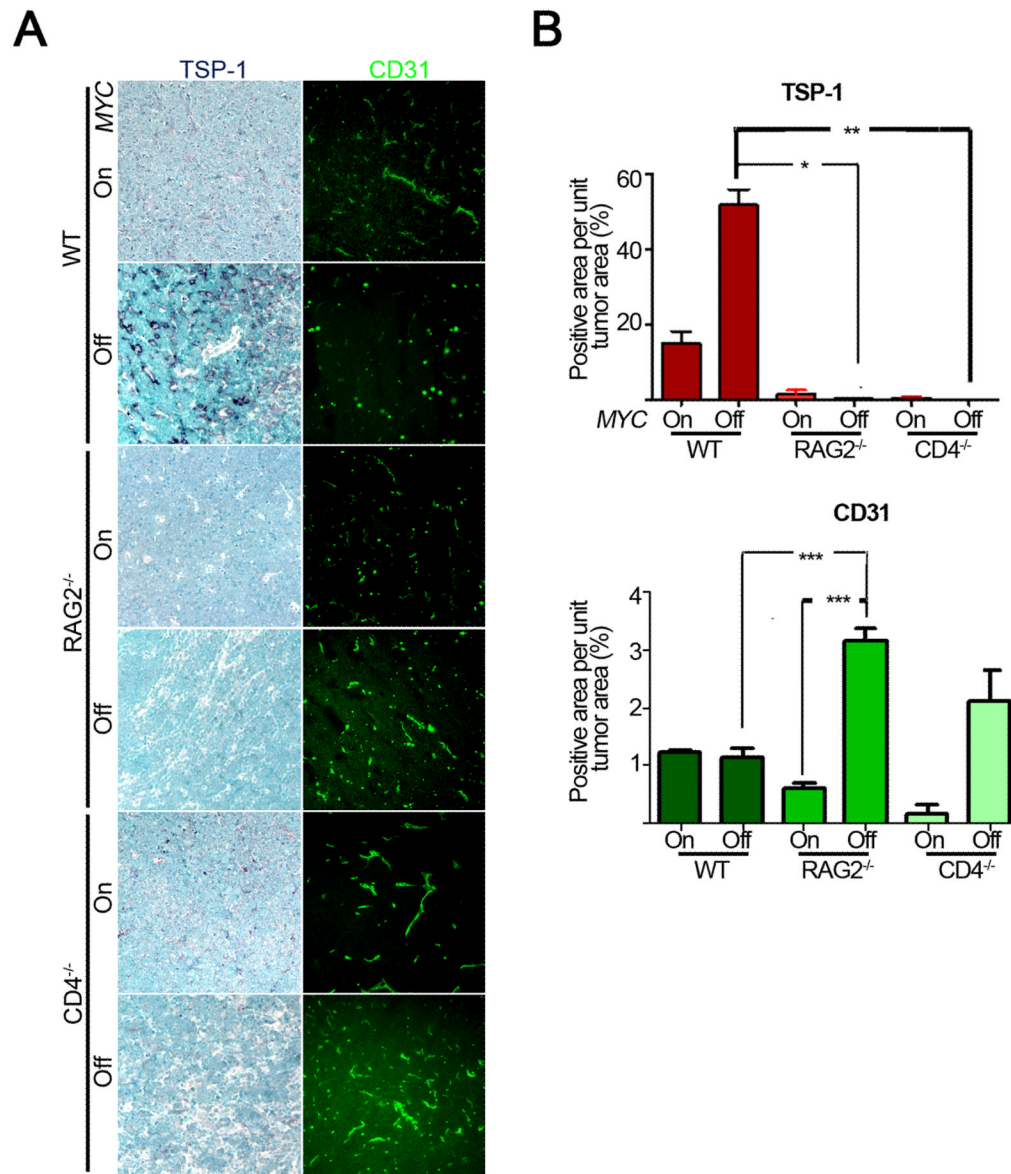 A
TSP-1 CD31
MYC
On
Off
WT
On
Off
RAG2-/-
On
Off
CD4-/-
B
TSP-1
**
*
Positive area per unit
tumor area (%)
60
40
20
MYC On Off On Off On Off
WT RAG2-/- CD4-/-
CD31
***
***
Positive area per unit
tumor area (%)
4
3
2
1
On Off On Off On Off
WT RAG2-/- CD4-/-